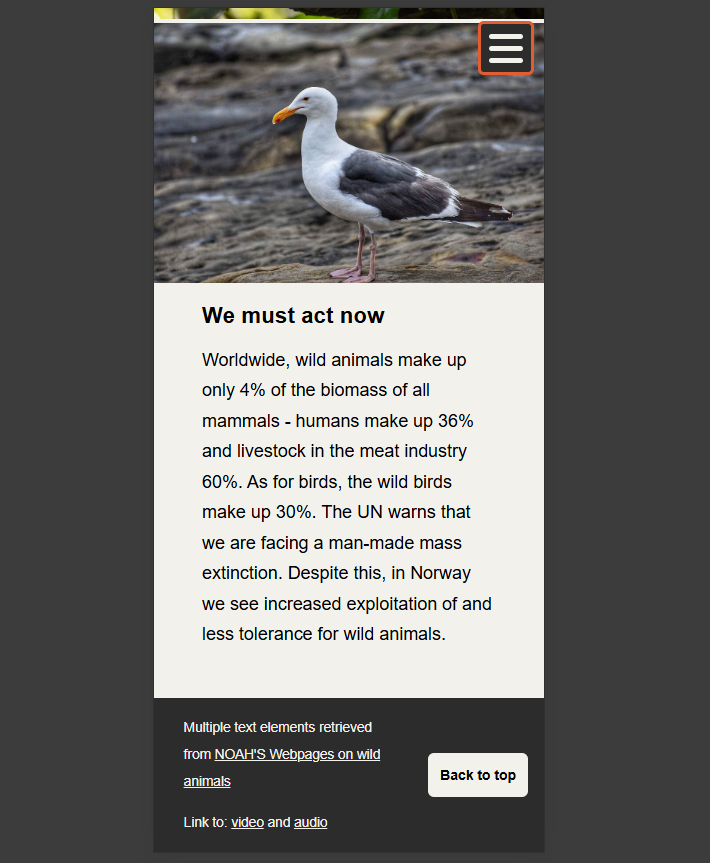 We must act now
Worldwide, wild animals make up
only 4% of the biomass of all
mammals - humans make up 36%
and livestock in the meat industry
60%. As for birds, the wild birds
make up 30%. The UN warns that
we are facing a man-made mass
extinction. Despite this, in Norway
we see increased exploitation of and
less tolerance for wild animals.
Multiple text elements retrieved
from NOAH'S Webpages on wild
animals
Back to top
Link to: video and audio